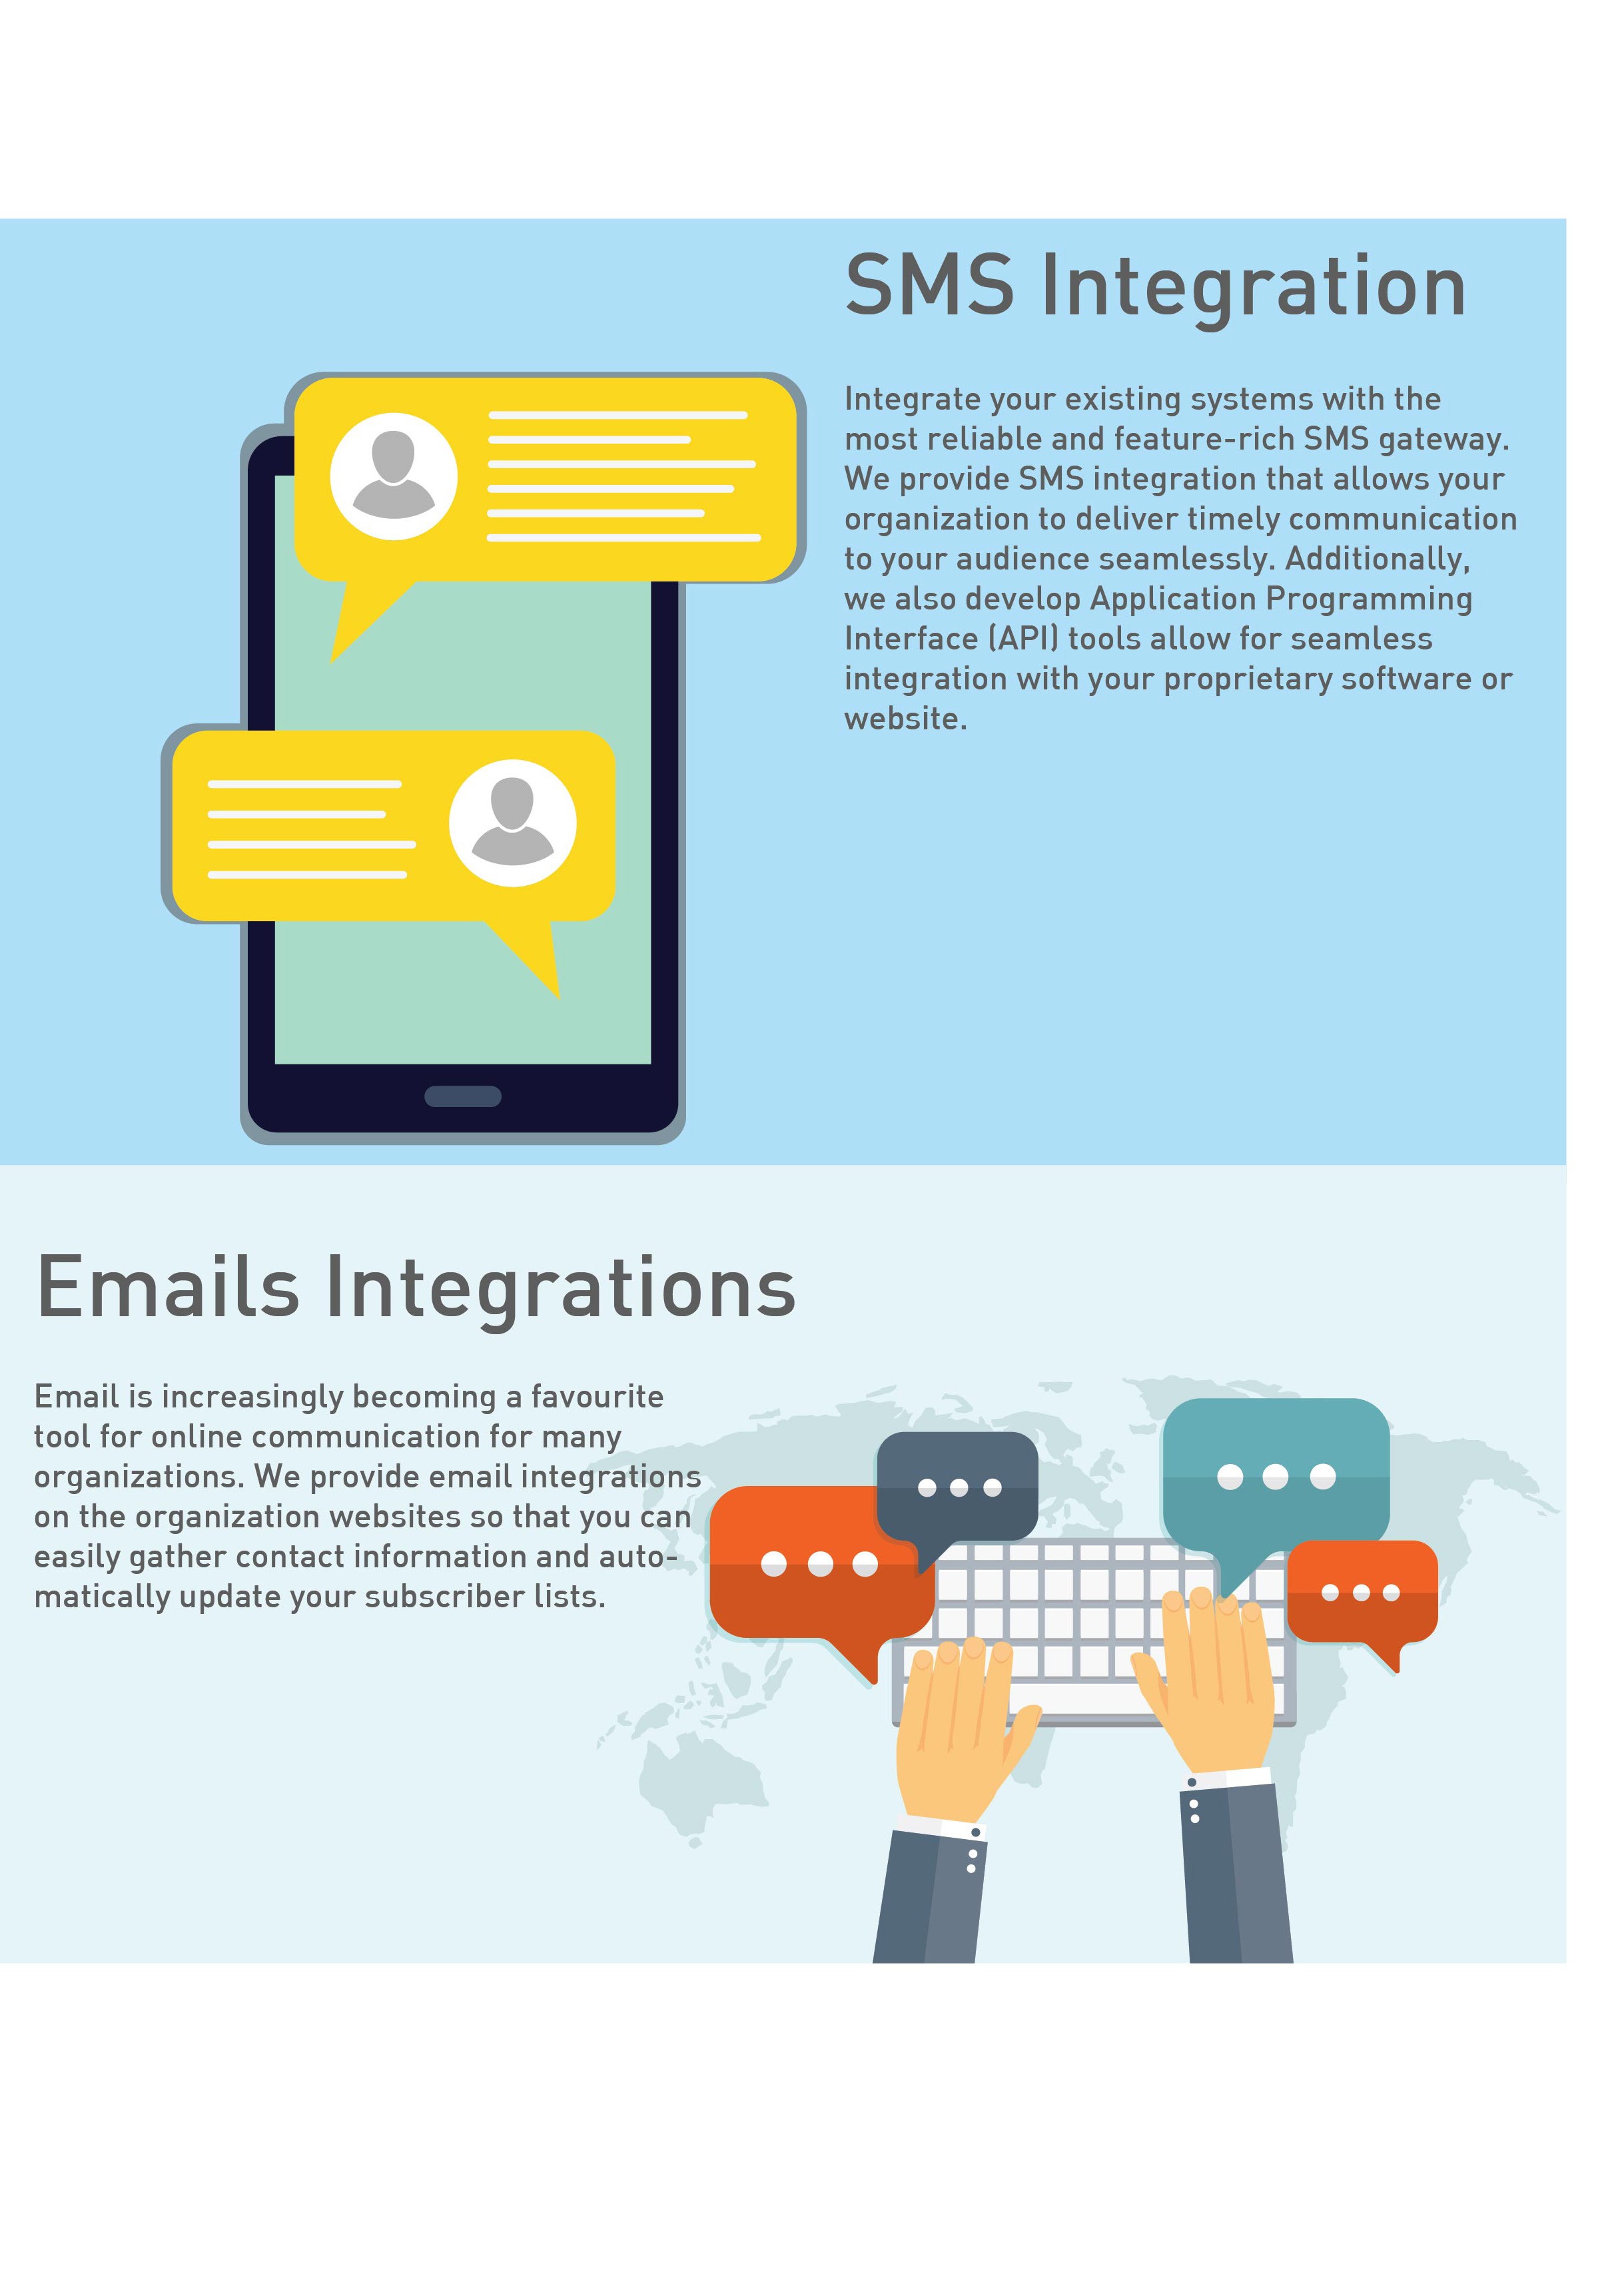 SMS Integration
Integrate your existing systems with the
most reliable and feature-rich SMS gateway.
We provide SMS integration that allows your
organization to deliver timely communication
to your audience seamlessly. Additionally,
we also develop Application Programming
Interface (API) tools allow for seamless
integration with your proprietary software or
website.
Emails Integrations
Email is increasingly becoming a favourite
tool for online communication for many
organizations. We provide email integrations
on the organization websites so that you can
easily gather contact information and auto-
matically update your subscriber lists.